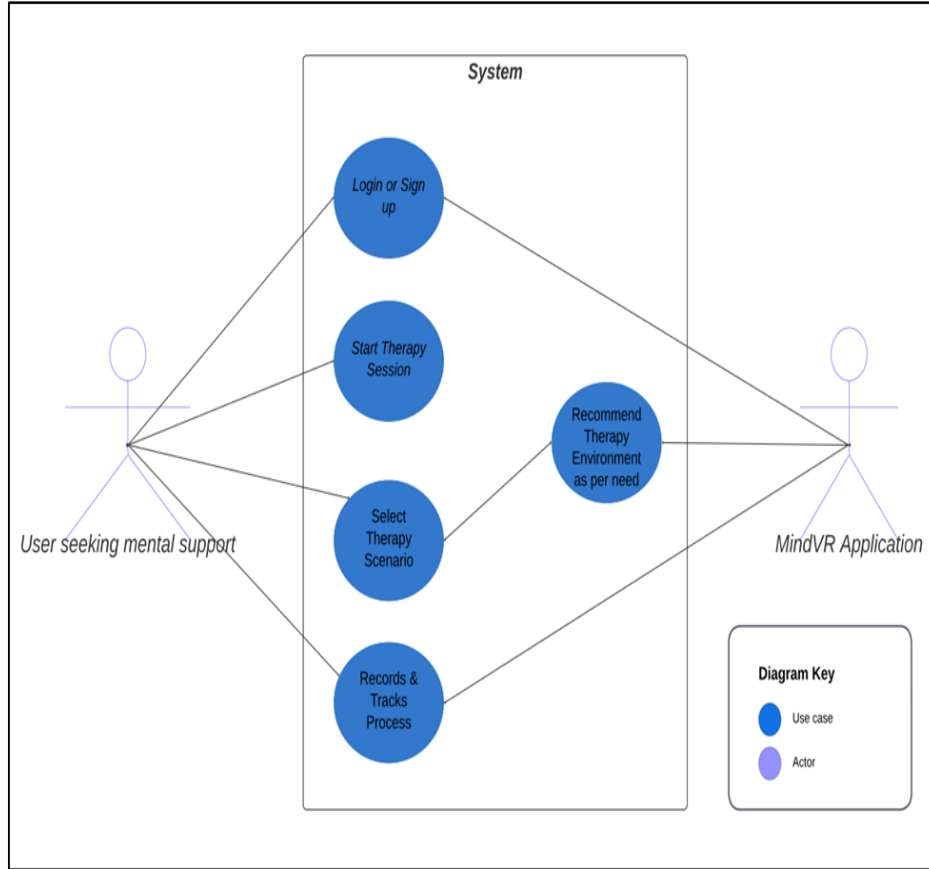 System
Login or Sign
up
Start Therapy
Session
Recommend
Therapy
Environment
as per need
Select
Therapy
Scenario
User seeking mental support
MindVR Application
Records &
Tracks
Process
Diagram Key
Use case
Actor